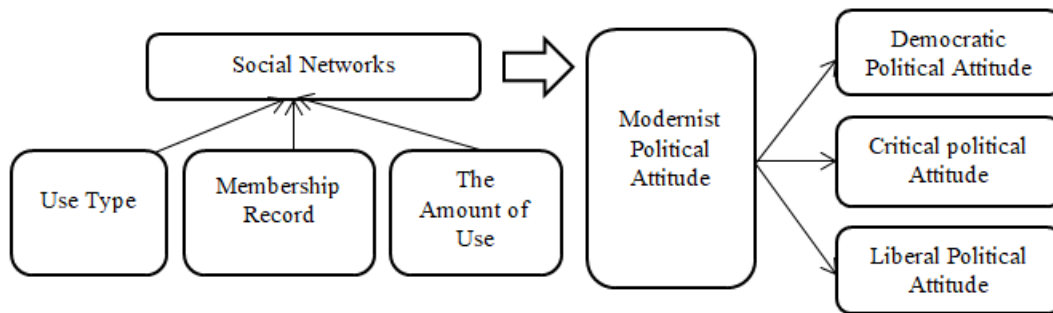 Social Networks
Use Type
Membership
Record
The
Amount of
Use
Modernist
Political
Attitude
Democratic
Political Attitude
Critical political
Attitude
Liberal Political
Attitude